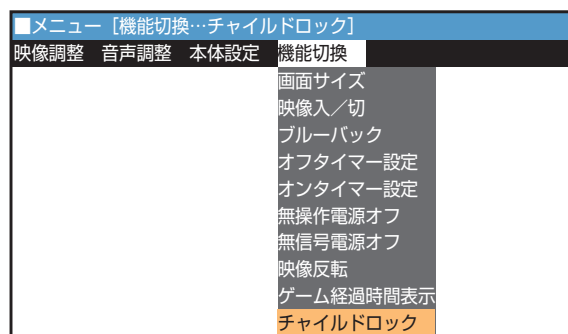 ■メニュー［機能切換…チャイルドロック］
映像調整 音声調整 本体設定 機能切換
画面サイズ
映像入／切
ブルーバック
オフタイマー設定
オンタイマー設定
無操作電源オフ
無信号電源オフ
映像反転
ゲーム経過時間表示
チャイルドロック